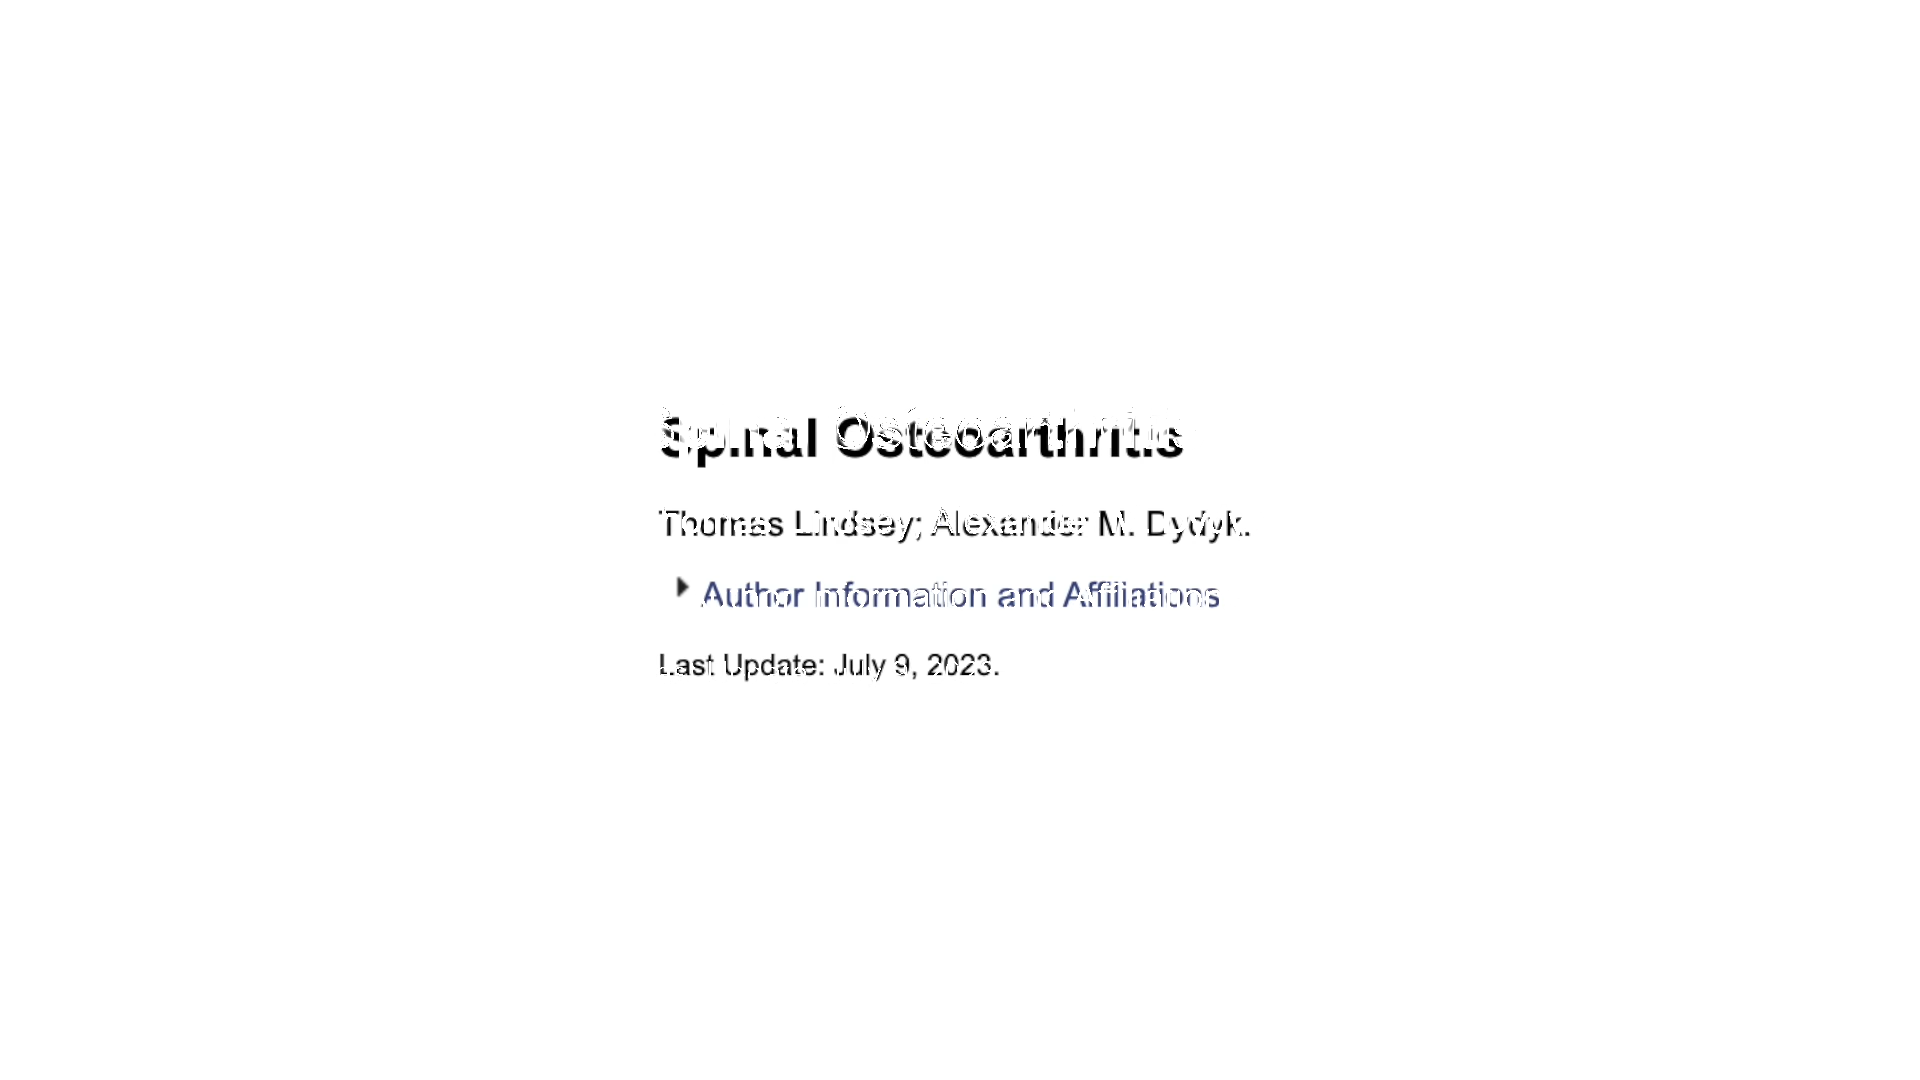 Spinal Osteoarthritis
Thomas Lindsey; Alexander M. Dydyk.
Author Information and Affiliations
Last Update: July 9, 2023.